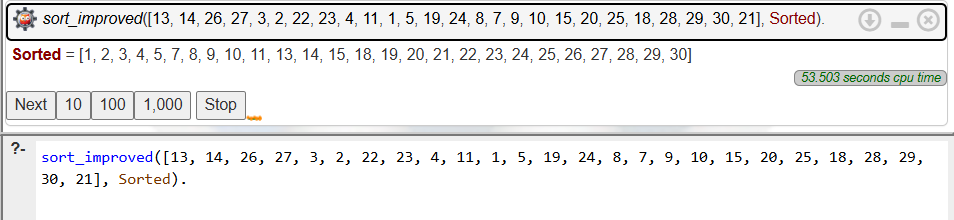 sort_improved([13, 14, 26, 27, 3, 2, 22, 23, 4, 11, 1, 5, 19, 24, 8, 7, 9, 10, 15, 20, 25, 18, 28, 29, 30, 21], Sorted).
Sorted = [1, 2, 3, 4, 5, 7, 8, 9, 10, 11, 13, 14, 15, 18, 19, 20, 21, 22, 23, 24, 25, 26, 27, 28, 29, 30]
53.503 seconds cpu time
Next 10 100 1,000 Stop
?- sort_improved([13, 14, 26, 27, 3, 2, 22, 23, 4, 11, 1, 5, 19, 24, 8, 7, 9, 10, 15, 20, 25, 18, 28, 29,
30, 21], Sorted).